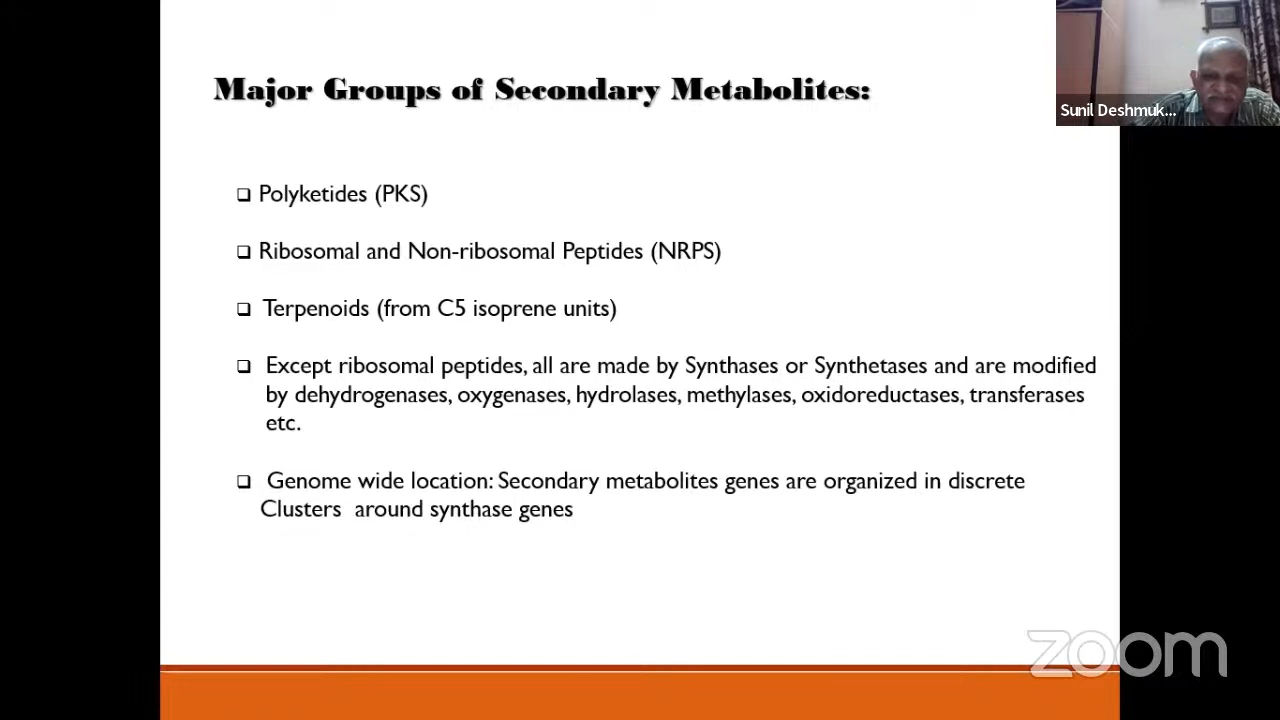 Major Groups of Secondary Metabolites:
Sunil Deshmuk...
Polyketides (PKS)
Ribosomal and Non-ribosomal Peptides (NRPS)
Terpenoids (from C5 isoprene units)
Except ribosomal peptides, all are made by Synthases or Synthetases and are modified
by dehydrogenases, oxygenases, hydrolases, methylases, oxidoreductases, transferases
etc.
Genome wide location: Secondary metabolites genes are organized in discrete
Clusters around synthase genes
zoom